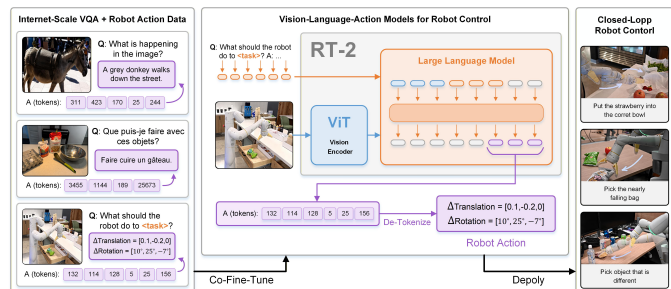 Internet-Scale VQA + Robot Action Data
Q: What is happening
in the image?
A grey donkey walks
down the street.
A (tokens): 311 423 170 25 244
Q: Que puis-je faire avec
ces objets?
Faire cuire un gâteau.
A (tokens): 3455 1144 189 25673
Q: What should the
robot do to <task>?
ΔTranslation = [0.1,-0.2,0]
ΔRotation = [10°,25°,-7°]
A (tokens): 132 114 128 5 25 156
Co-Fine-Tune
Vision-Language-Action Models for Robot Control
Q: What should the robot
do to <task>? A: ...
RT-2
Large Language Model
ViT
Vision
Encoder
A (tokens): 132 114 128 5 25 156
De-Tokenize
ΔTranslation = [0.1,-0.2,0]
ΔRotation = [10°,25°,-7°]
Robot Action
Depoly
Closed-Lopp
Robot Contorl
Put the strawberry into
the corret bowl
Pick the nearly
falling bag
Pick object that is
different